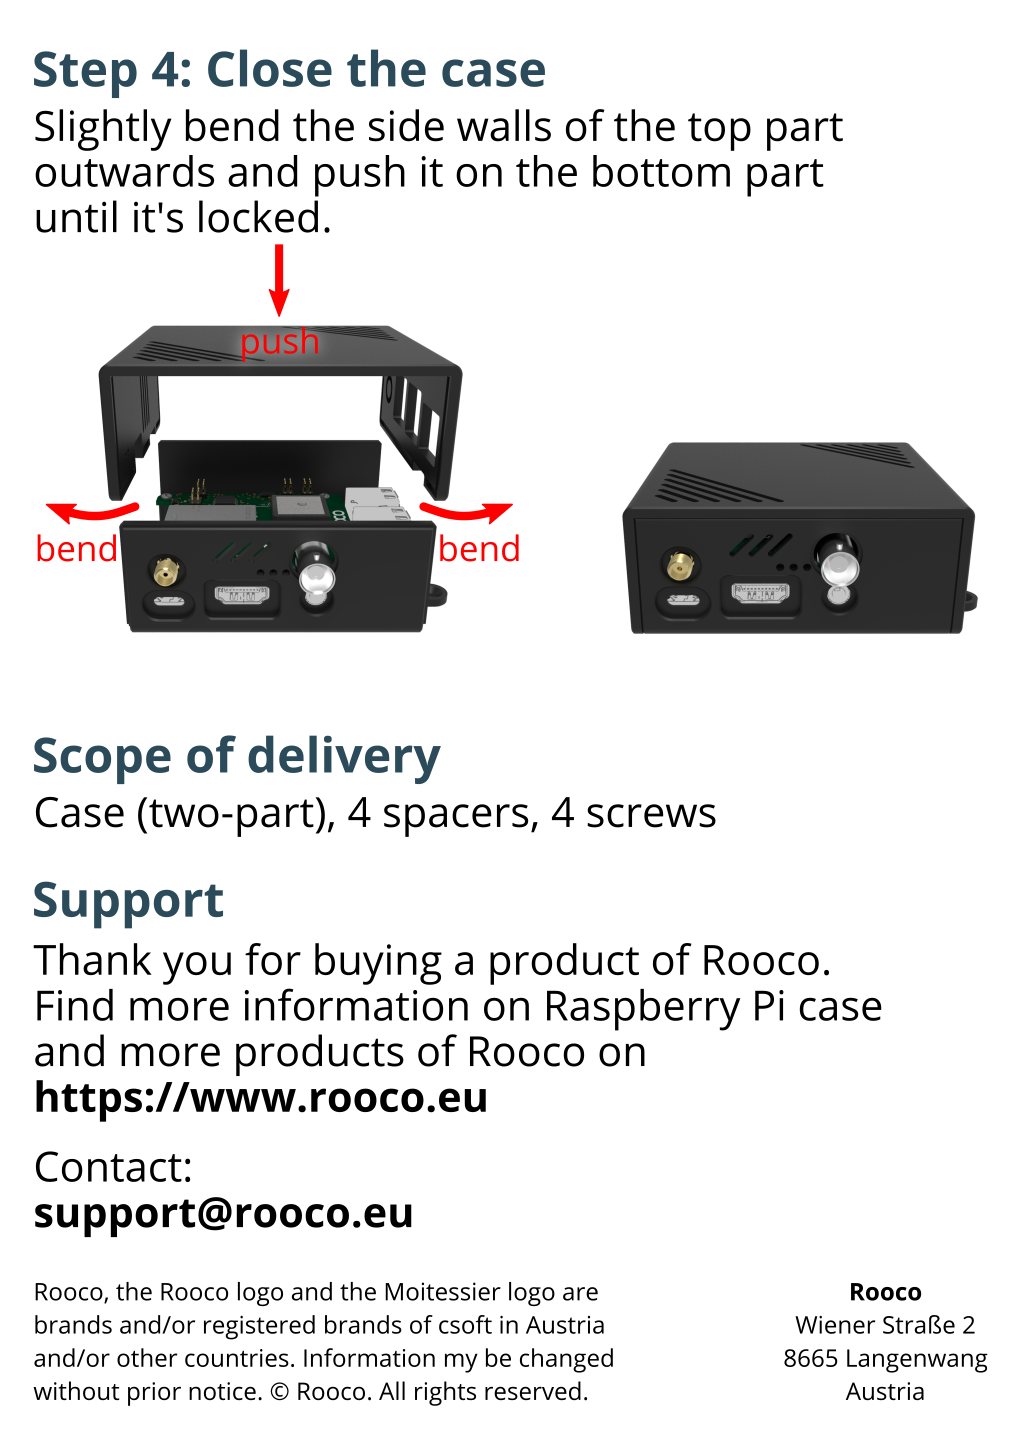 Step 4: Close the case
Slightly bend the side walls of the top part
outwards and push it on the bottom part
until it's locked.
push
bend
bend
Scope of delivery
Case (two-part), 4 spacers, 4 screws
Support
Thank you for buying a product of Rooco.
Find more information on Raspberry Pi case
and more products of Rooco on
https://www.rooco.eu
Contact:
support@rooco.eu
Rooco, the Rooco logo and the Moitessier logo are
brands and/or registered brands of csoft in Austria
and/or other countries. Information my be changed
without prior notice. © Rooco. All rights reserved.
Rooco
Wiener Straße 2
8665 Langenwang
Austria